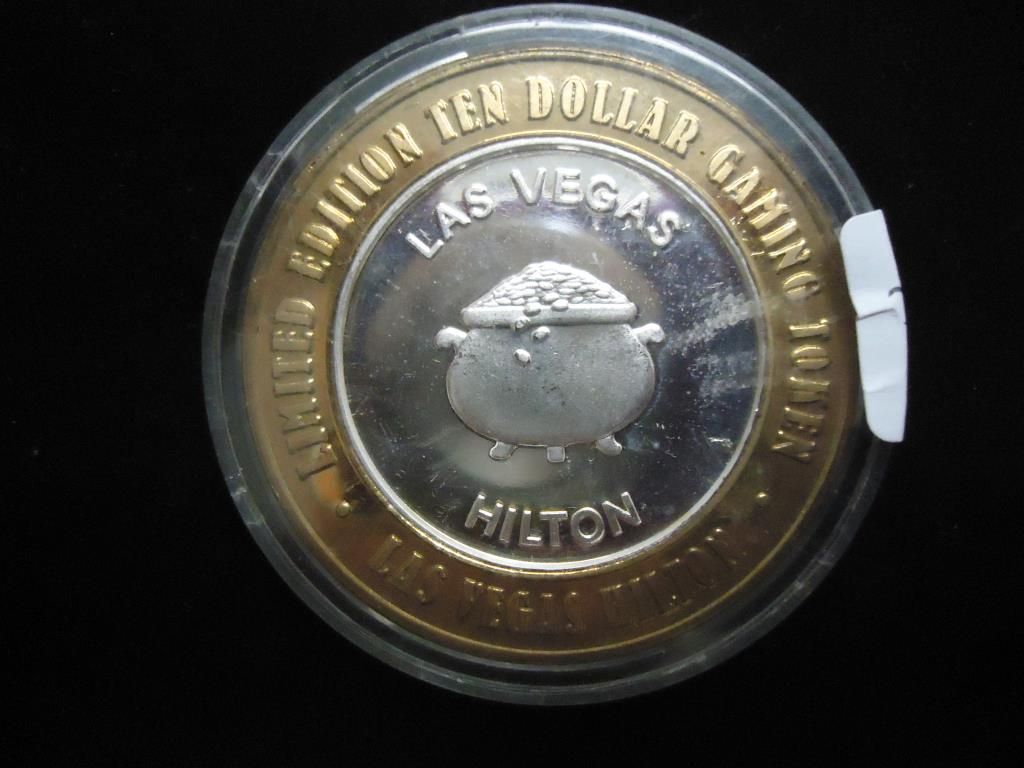 LIMITED EDITION TEN DOLLAR GAMING TOKEN
LAS VEGAS
HILTON
LAS VEGAS HILTON